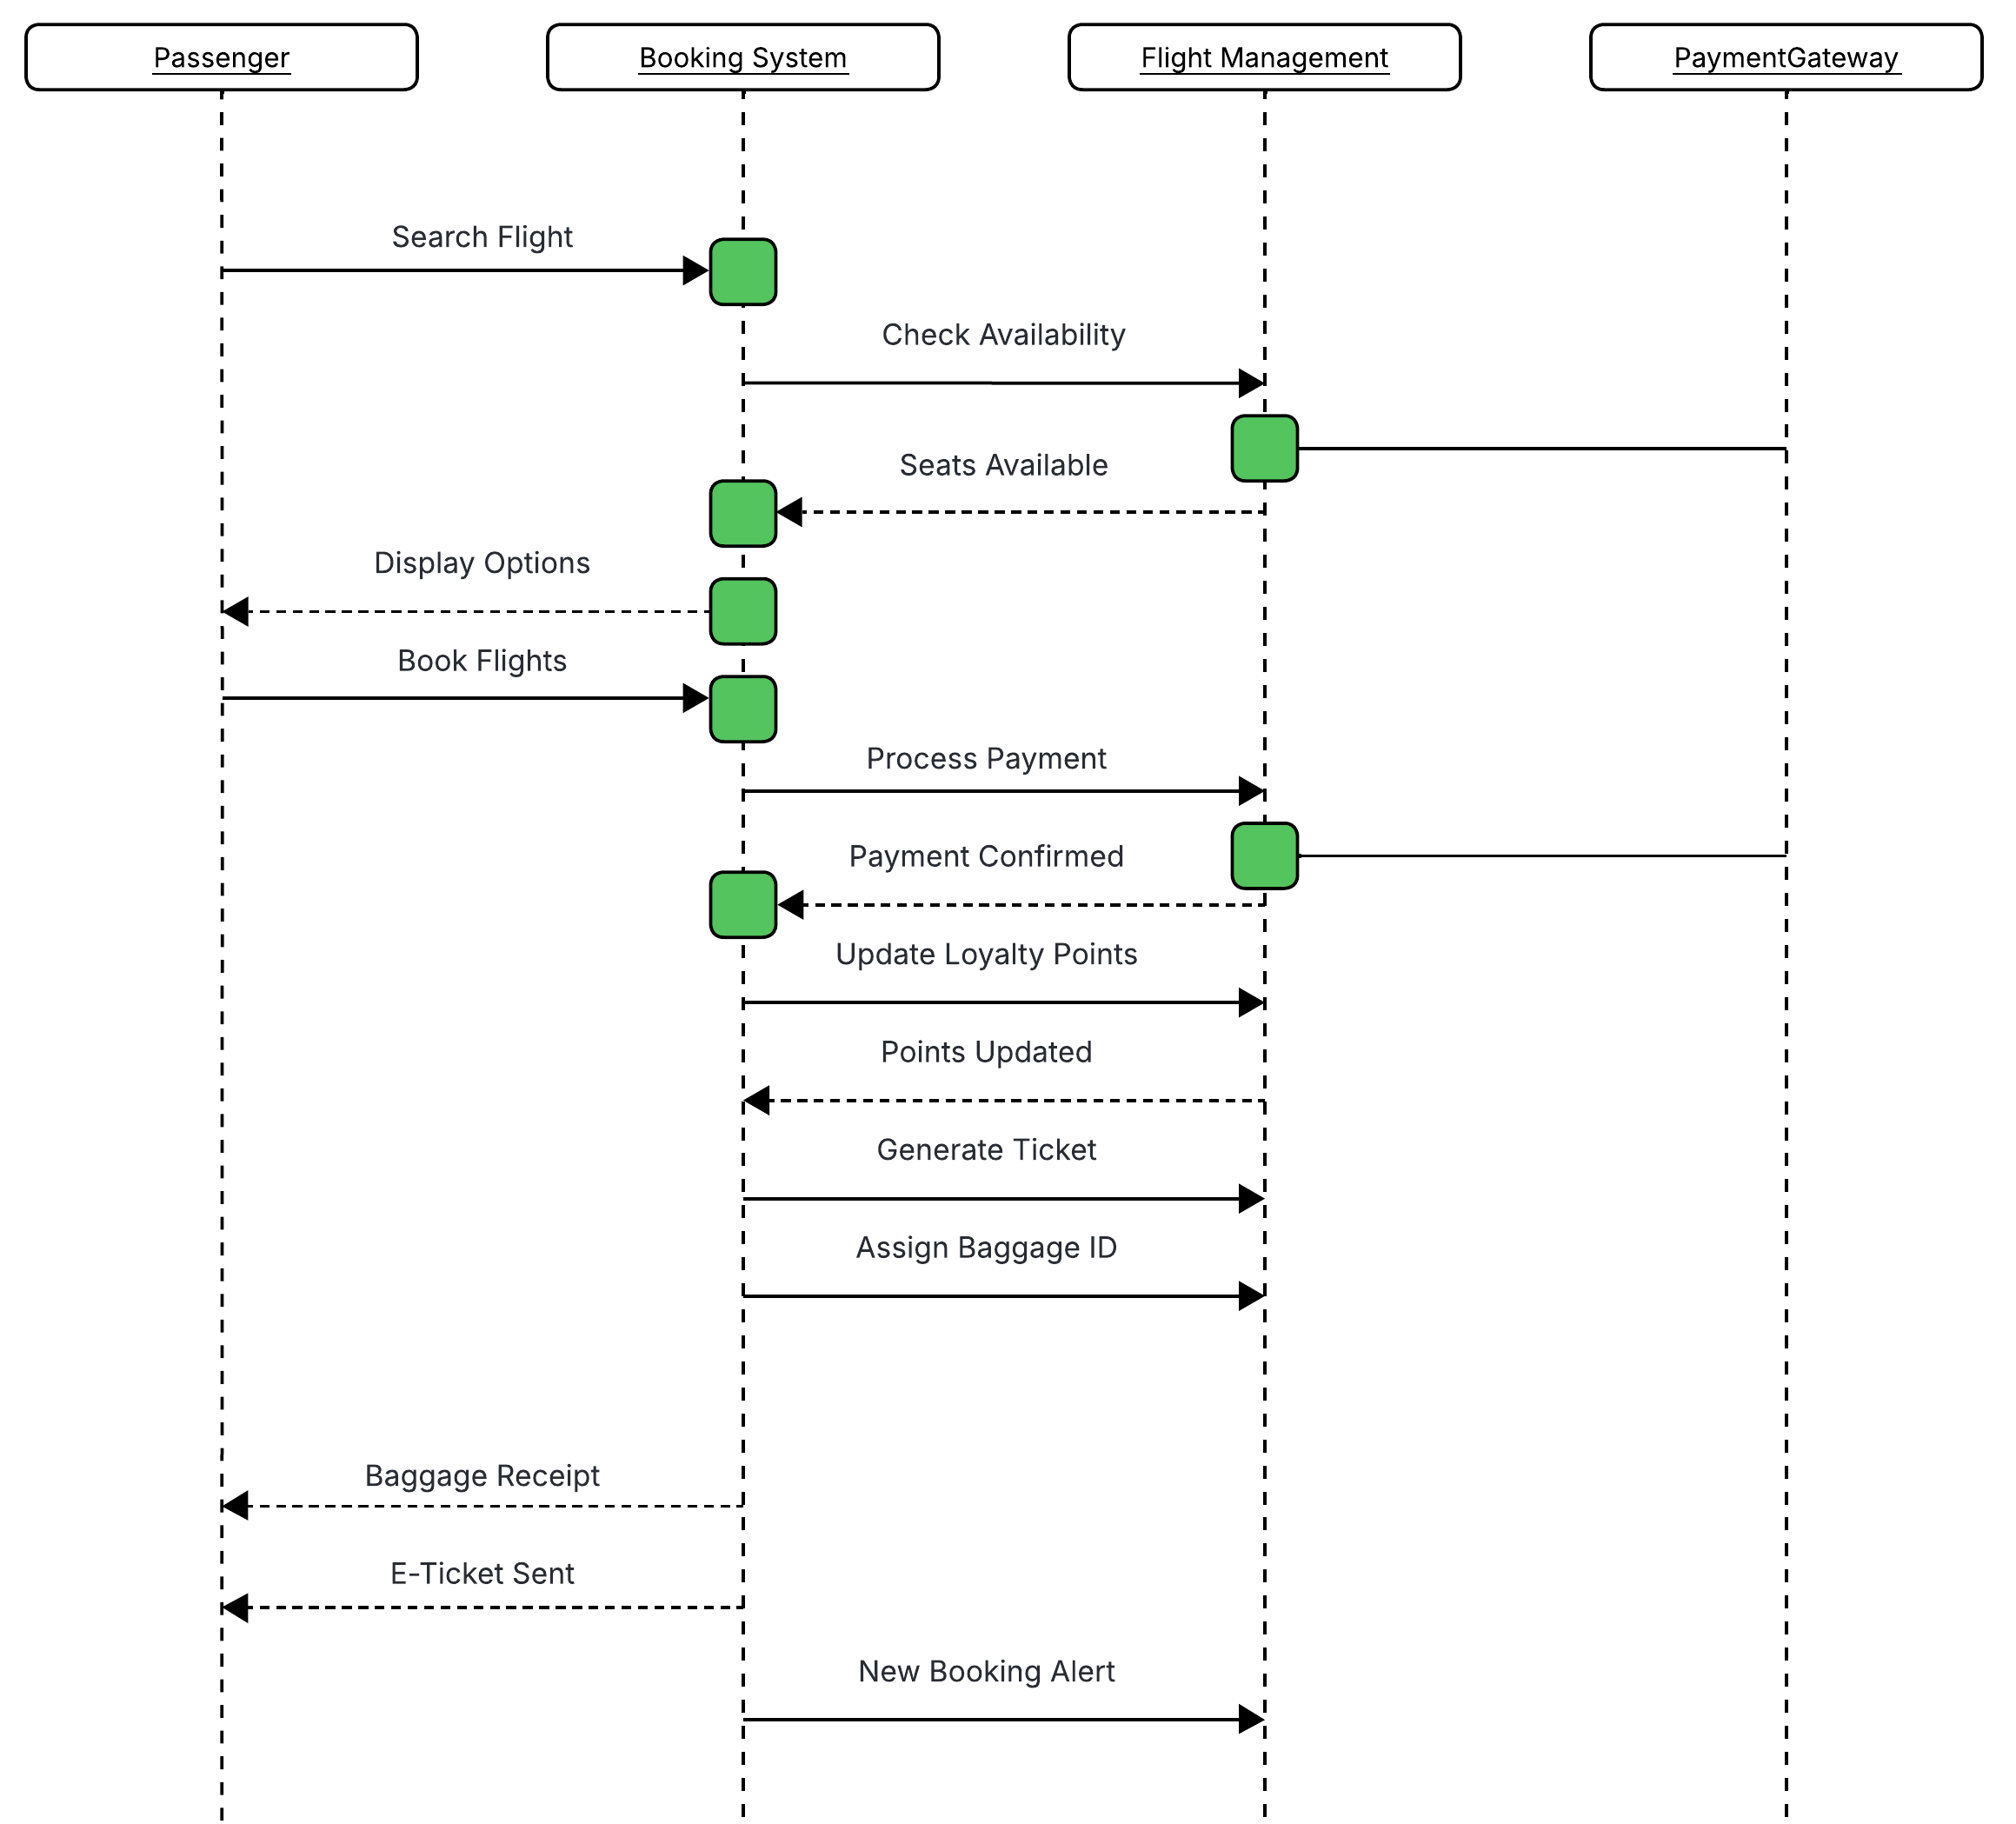 Passenger
Booking System
Flight Management
PaymentGateway
Search Flight
Check Availability
Seats Available
Display Options
Book Flights
Process Payment
Payment Confirmed
Update Loyalty Points
Points Updated
Generate Ticket
Assign Baggage ID
Baggage Receipt
E-Ticket Sent
New Booking Alert